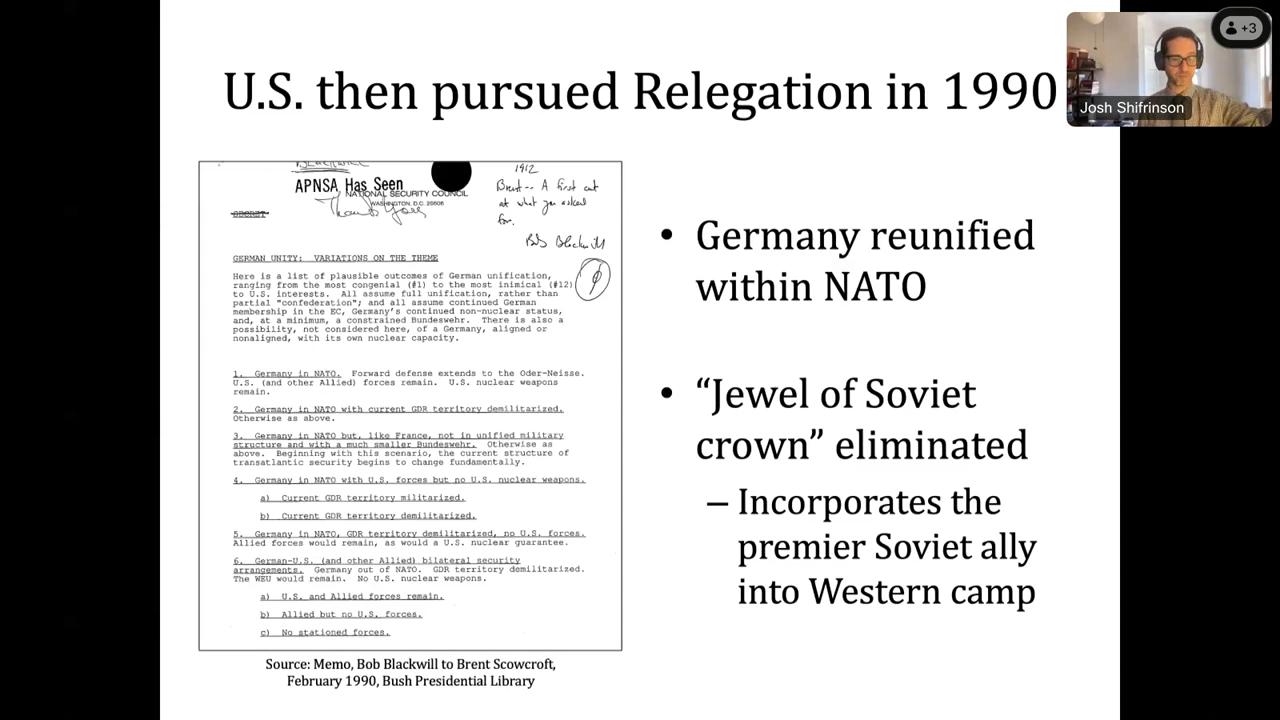 U.S. then pursued Relegation in 1990
+3
Josh Shifrinson
APNSA Has Seen
NATIONAL SECURITY COUNCIL
WASHINGTON, D.C. 20506
SECRET
Thank you
1912
Brent-- A first cut
at what you asked
for.
Bob Blackwill
GERMAN UNITY: VARIATIONS ON THE THEME
Here is a list of plausible outcomes of German unification,
ranging from the most congenial (#1) to the most inimical (#12)
to U.S. interests. All assume full unification, rather than
partial "confederation"; and all assume continued German
membership in the EC, Germany's continued non-nuclear status,
and, at a minimum, a constrained Bundeswehr. There is also a
possibility, not considered here, of a Germany, aligned or
nonaligned, with its own nuclear capacity.
1. Germany in NATO. Forward defense extends to the Oder-Neisse.
U.S. (and other Allied) forces remain. U.S. nuclear weapons
remain.
2. Germany in NATO with current GDR territory demilitarized.
Otherwise as above.
3. Germany in NATO but, like France, not in unified military
structure and with a much smaller Bundeswehr. Otherwise as
above. Beginning with this scenario, the current structure of
transatlantic security begins to change fundamentally.
4. Germany in NATO with U.S. forces but no U.S. nuclear weapons.
a) Current GDR territory militarized.
b) Current GDR territory demilitarized.
5. Germany in NATO, GDR territory demilitarized, no U.S. forces.
Allied forces would remain, as would a U.S. nuclear guarantee.
6. German-U.S. (and other Allied) bilateral security
arrangements. Germany out of NATO. GDR territory demilitarized.
The WEU would remain. No U.S. nuclear weapons.
a) U.S. and Allied forces remain.
b) Allied but no U.S. forces.
c) No stationed forces.
Source: Memo, Bob Blackwill to Brent Scowcroft,
February 1990, Bush Presidential Library
• Germany reunified
within NATO
• “Jewel of Soviet
crown” eliminated
– Incorporates the
premier Soviet ally
into Western camp